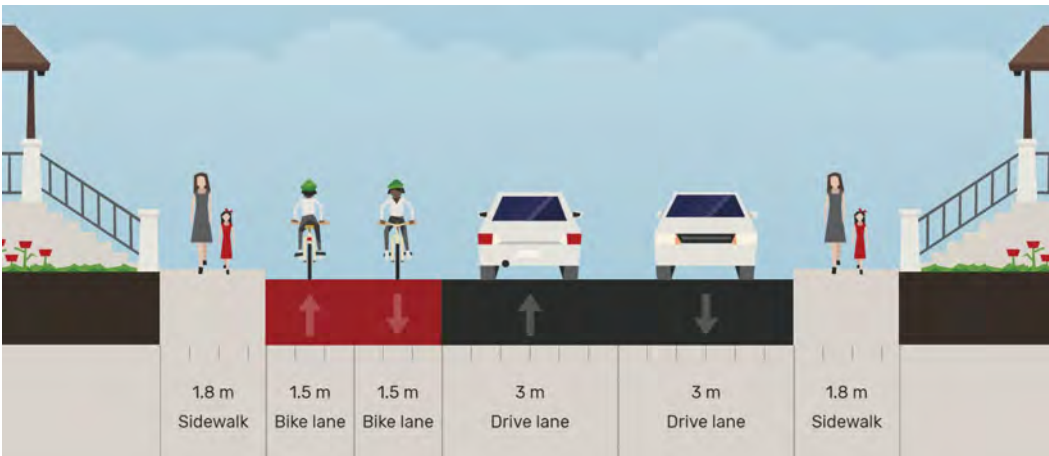 1.8 m
Sidewalk
1.5 m
Bike lane
1.5 m
Bike lane
3 m
Drive lane
3 m
Drive lane
1.8 m
Sidewalk